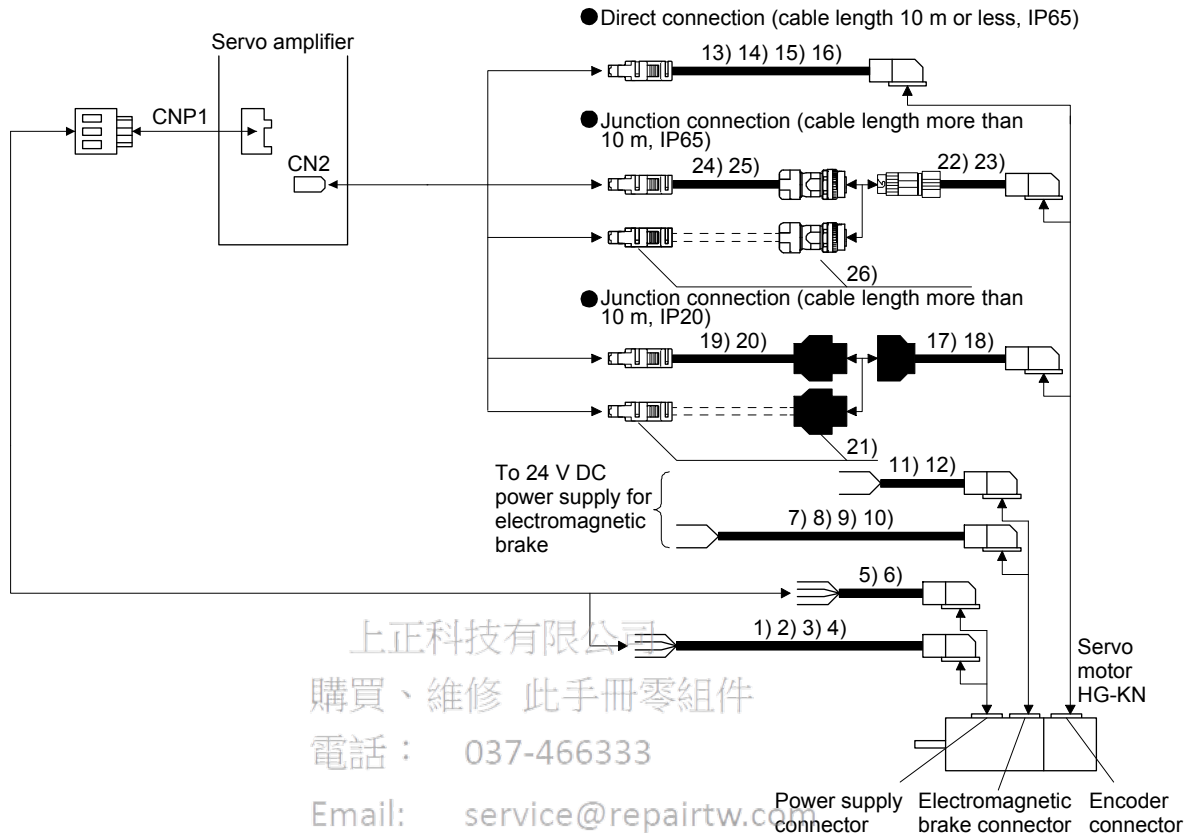 ● Direct connection (cable length 10 m or less, IP65)
Servo amplifier
13) 14) 15) 16)
CNP1
● Junction connection (cable length more than
10 m, IP65)
CN2
24) 25)
22) 23)
26)
● Junction connection (cable length more than
10 m, IP20)
19) 20)
17) 18)
21)
To 24 V DC
power supply for
electromagnetic
brake
11) 12)
7) 8) 9) 10)
5) 6)
1) 2) 3) 4)
Servo
motor
HG-KN
上正科技有限公司
購買、維修 此手冊零組件
電話： 037-466333
Email: service@repairtw.com
Power supply
connector
Electromagnetic
brake connector
Encoder
connector